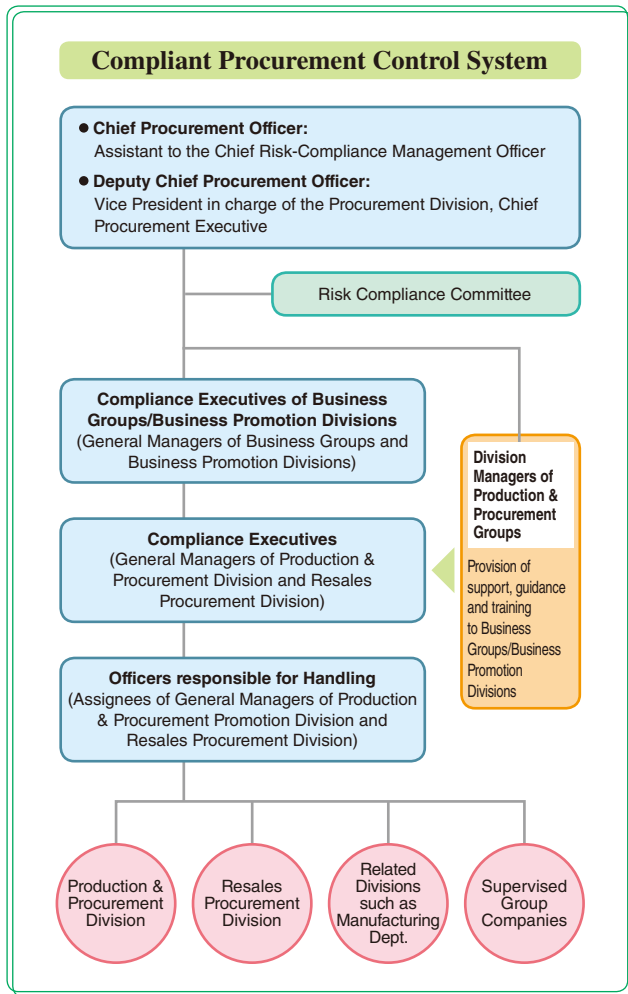 Compliant Procurement Control System
● Chief Procurement Officer:
Assistant to the Chief Risk-Compliance Management Officer
● Deputy Chief Procurement Officer:
Vice President in charge of the Procurement Division, Chief
Procurement Executive
Risk Compliance Committee
Compliance Executives of Business
Groups/Business Promotion Divisions
(General Managers of Business Groups and
Business Promotion Divisions)
Division
Managers of
Production &
Procurement
Groups
Provision of
support, guidance
and training
to Business
Groups/Business
Promotion
Divisions
Compliance Executives
(General Managers of Production &
Procurement Division and Resales
Procurement Division)
Officers responsible for Handling
(Assignees of General Managers of Production
& Procurement Promotion Division and
Resales Procurement Division)
Production &
Procurement
Division
Resales
Procurement
Division
Related
Divisions
such as
Manufacturing
Dept.
Supervised
Group
Companies